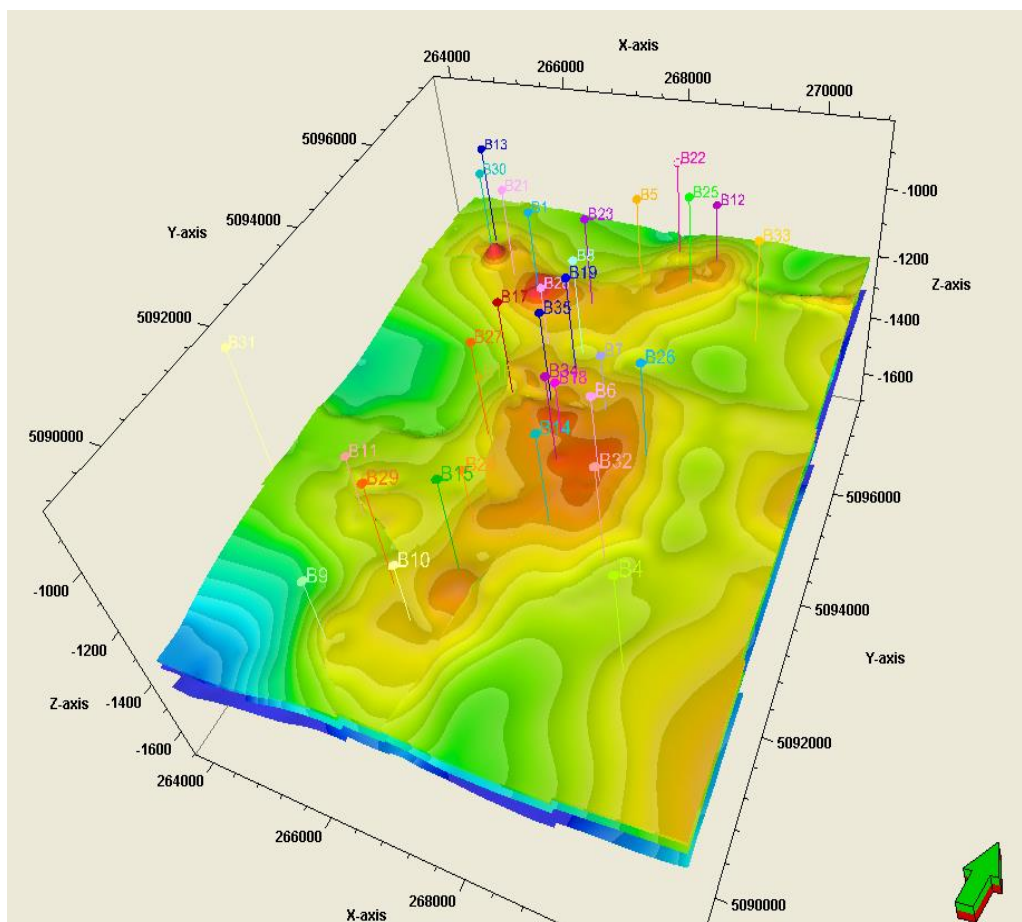 X-axis
264000
266000
268000
270000
5096000
B13
B22
-1000
B30
B21
B5
B25
B12
5094000
B1
B23
Y-axis
B33
B8
-1200
B19
Z-axis
B17
B35
-1400
5092000
B27
B31
B7
B26
-1600
B34
B18
B6
B14
5090000
B11
B32
B29
B15
5096000
B10
B9
B4
-1000
5094000
-1200
Y-axis
Z-axis
-1400
-1600
5092000
264000
266000
268000
X-axis
5090000